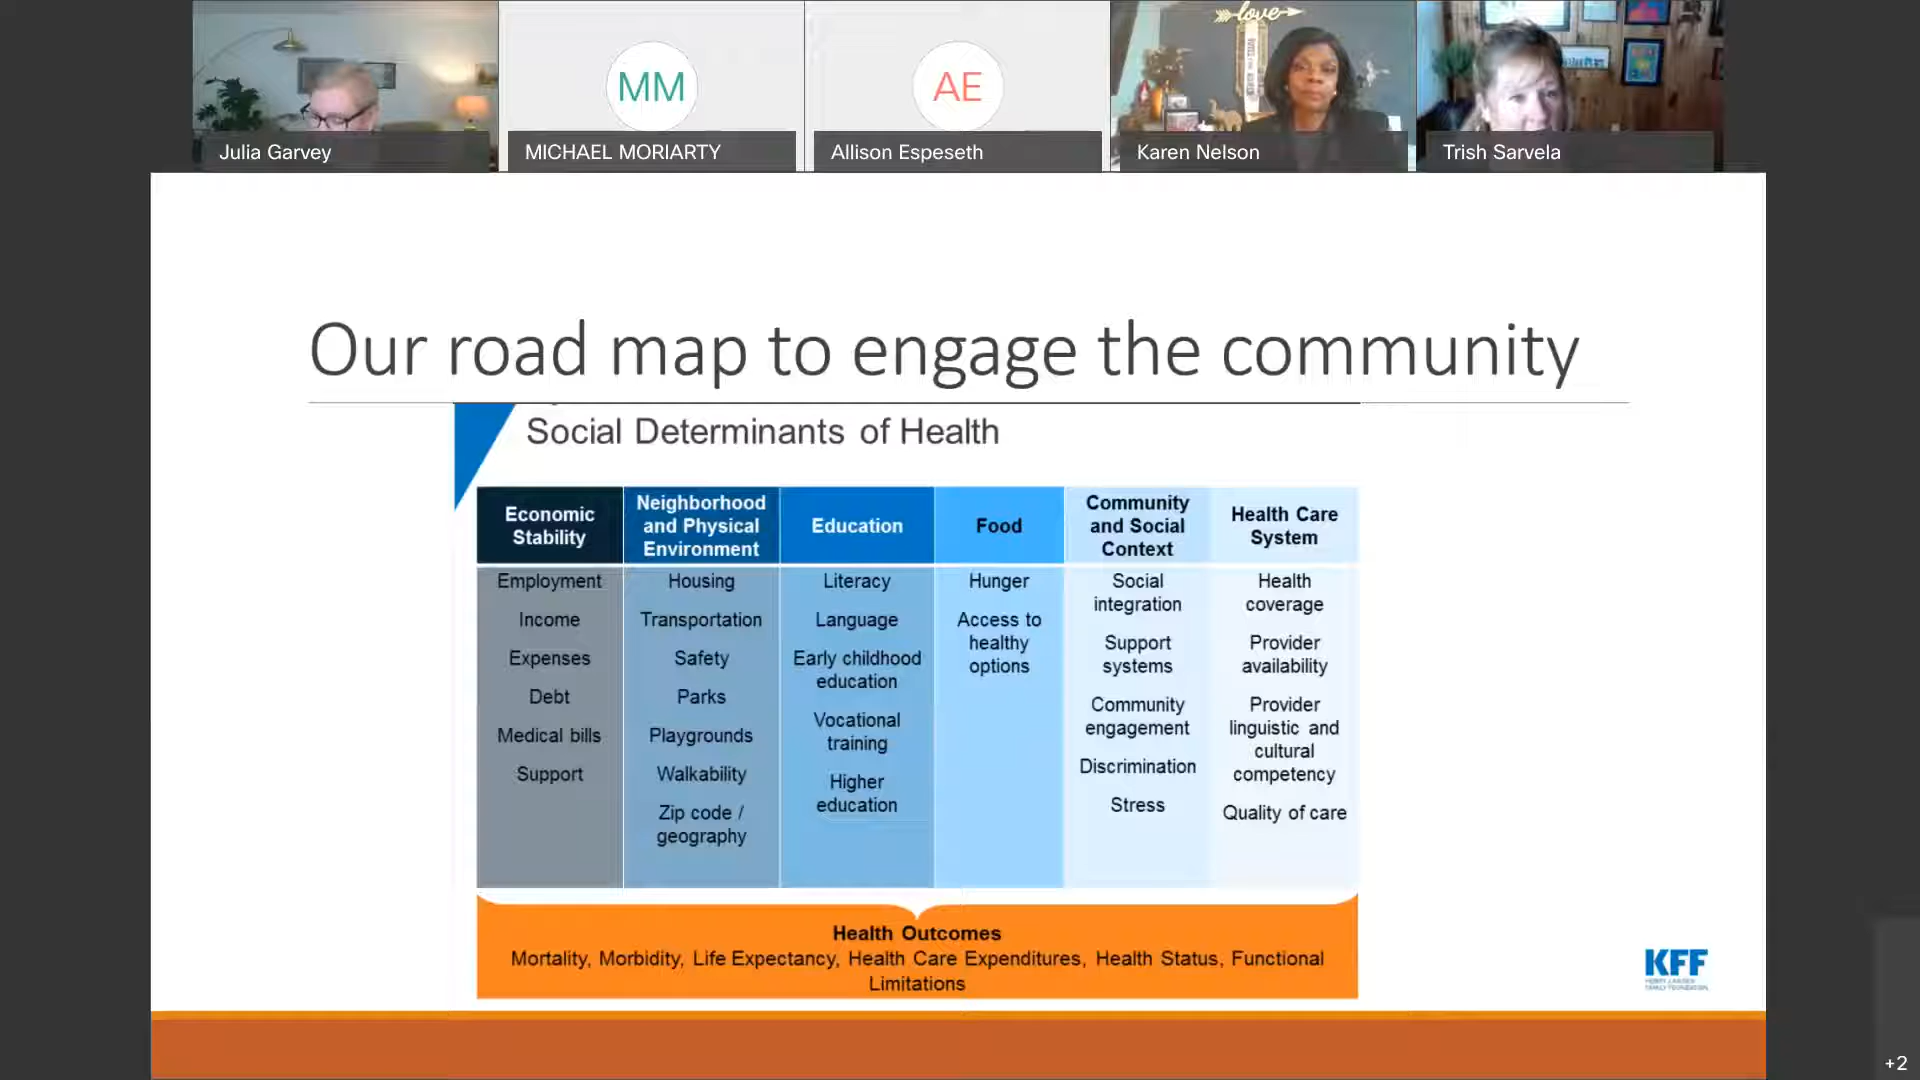 love
MM
AE
Julia Garvey
MICHAEL MORIARTY
Allison Espeseth
Karen Nelson
Trish Sarvela
Our road map to engage the community
Social Determinants of Health
Economic
Stability
Employment
Income
Expenses
Debt
Medical bills
Support
Neighborhood
and Physical
Environment
Housing
Transportation
Safety
Parks
Playgrounds
Walkability
Zip code /
geography
Education
Literacy
Language
Early childhood
education
Vocational
training
Higher
education
Food
Hunger
Access to
healthy
options
Community
and Social
Context
Social
integration
Support
systems
Community
engagement
Discrimination
Stress
Health Care
System
Health
coverage
Provider
availability
Provider
linguistic and
cultural
competency
Quality of care
Health Outcomes
Mortality, Morbidity, Life Expectancy, Health Care Expenditures, Health Status, Functional
Limitations
KFF
HENRY J KAISER
FAMILY FOUNDATION
+2